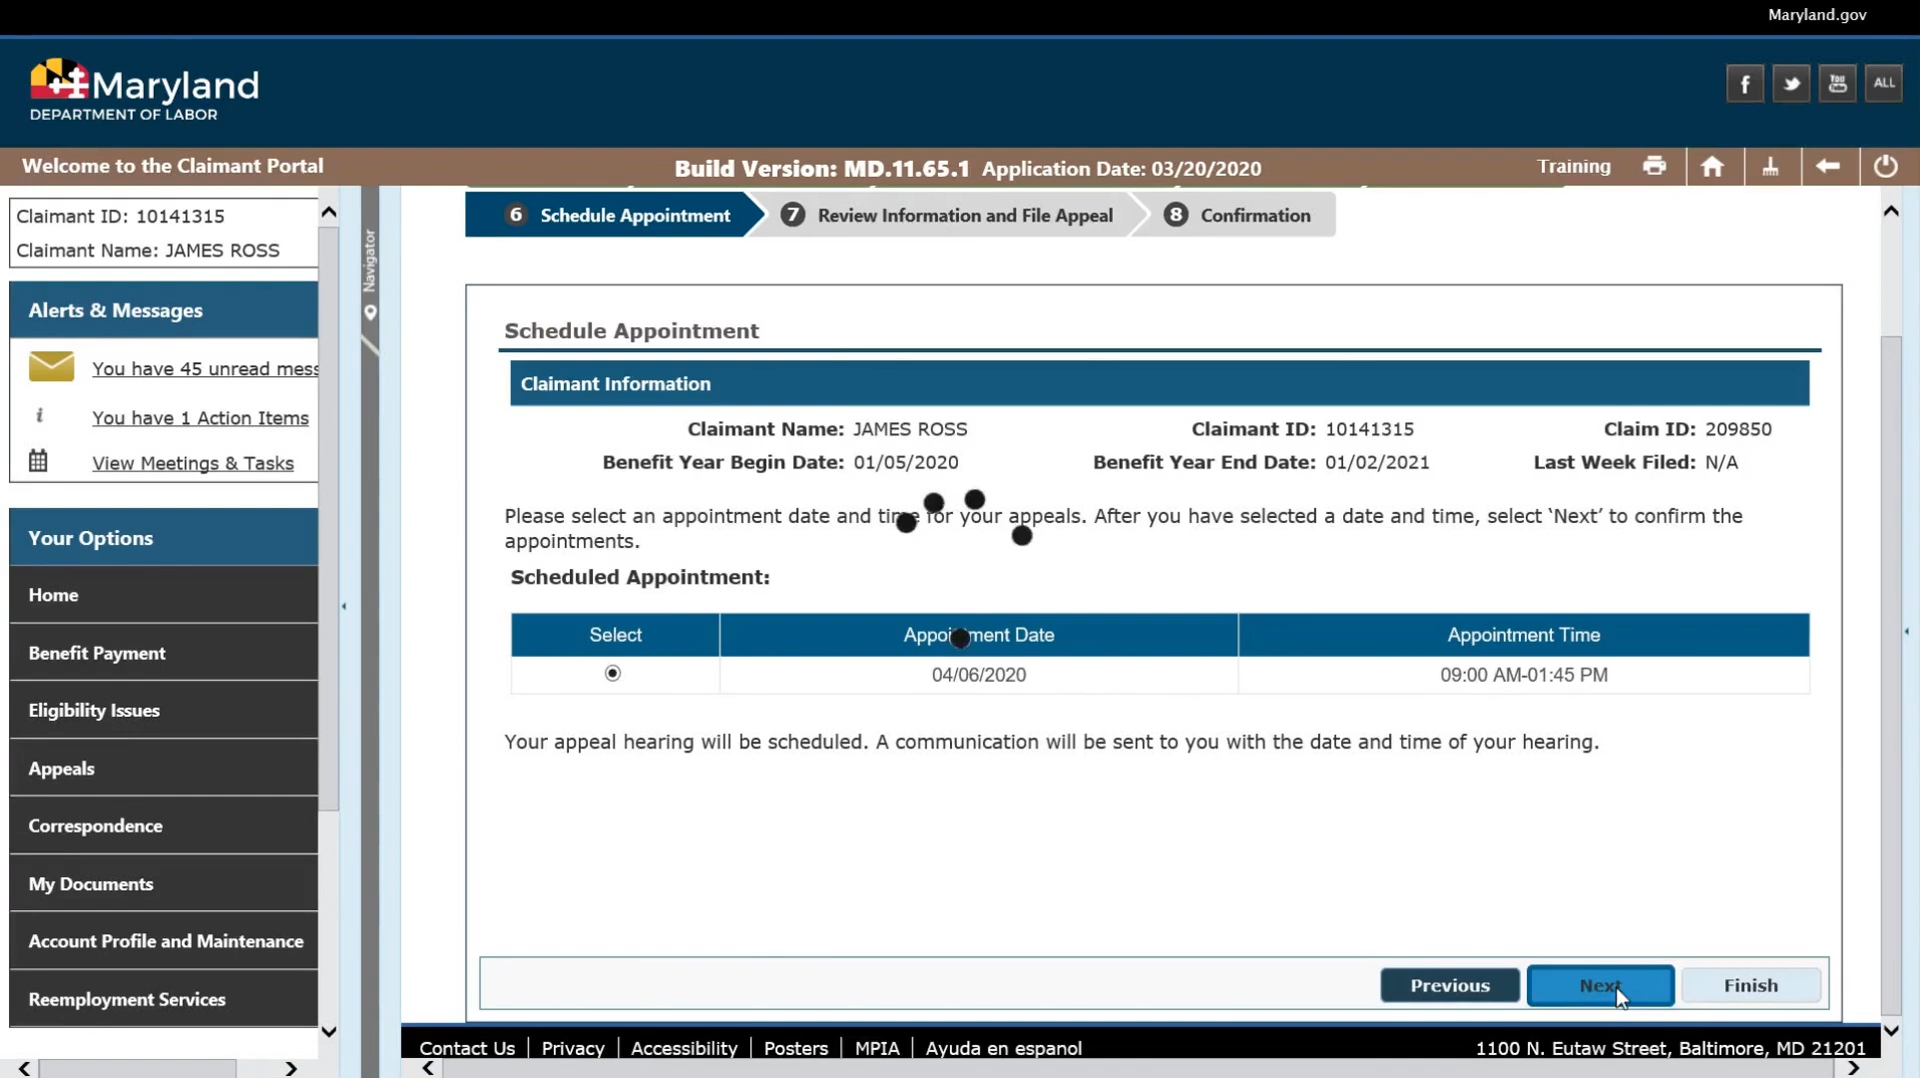 Maryland.gov
Maryland
DEPARTMENT OF LABOR
f You Tube ALL
Welcome to the Claimant Portal
Build Version: MD.11.65.1 Application Date: 03/20/2020
Training
Claimant ID: 10141315
Claimant Name: JAMES ROSS
Alerts & Messages
You have 45 unread mess
You have 1 Action Items
View Meetings & Tasks
Your Options
Home
Benefit Payment
Eligibility Issues
Appeals
Correspondence
My Documents
Account Profile and Maintenance
Reemployment Services
Navigator
6 Schedule Appointment
7 Review Information and File Appeal
8 Confirmation
Schedule Appointment
Claimant Information
Claimant Name: JAMES ROSS Claimant ID: 10141315 Claim ID: 209850
Benefit Year Begin Date: 01/05/2020 Benefit Year End Date: 01/02/2021 Last Week Filed: N/A
Please select an appointment date and time for your appeals. After you have selected a date and time, select ‘Next’ to confirm the
appointments.
Scheduled Appointment:
Select Appointment Date Appointment Time
04/06/2020 09:00 AM-01:45 PM
Your appeal hearing will be scheduled. A communication will be sent to you with the date and time of your hearing.
Previous Next Finish
Contact Us | Privacy | Accessibility | Posters | MPIA | Ayuda en espanol
1100 N. Eutaw Street, Baltimore, MD 21201